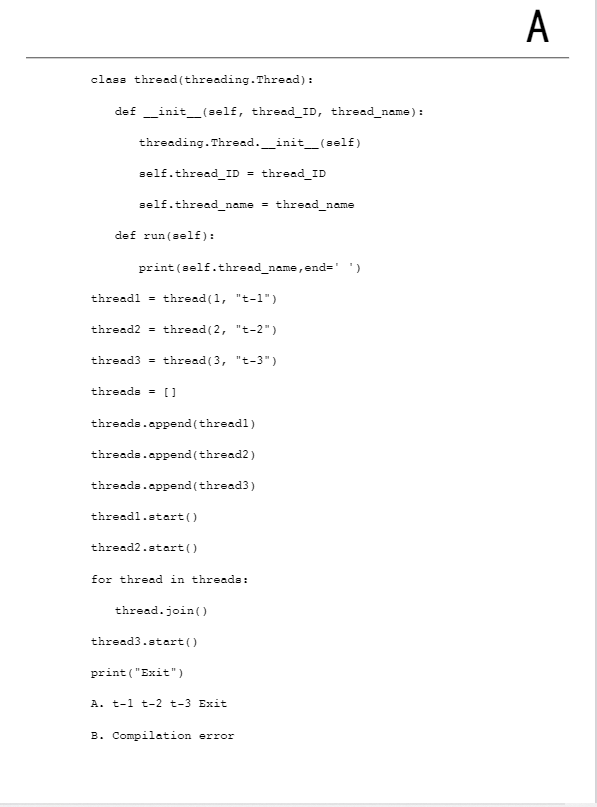 A
class thread(threading.Thread):
def __init__(self, thread_ID, thread_name):
threading.Thread.__init__(self)
self.thread_ID = thread_ID
self.thread_name = thread_name
def run(self):
print(self.thread_name,end=' ')
thread1 = thread(1, "t-1")
thread2 = thread(2, "t-2")
thread3 = thread(3, "t-3")
threads = []
threads.append(thread1)
threads.append(thread2)
threads.append(thread3)
thread1.start()
thread2.start()
for thread in threads:
thread.join()
thread3.start()
print("Exit")
A. t-1 t-2 t-3 Exit
B. Compilation error